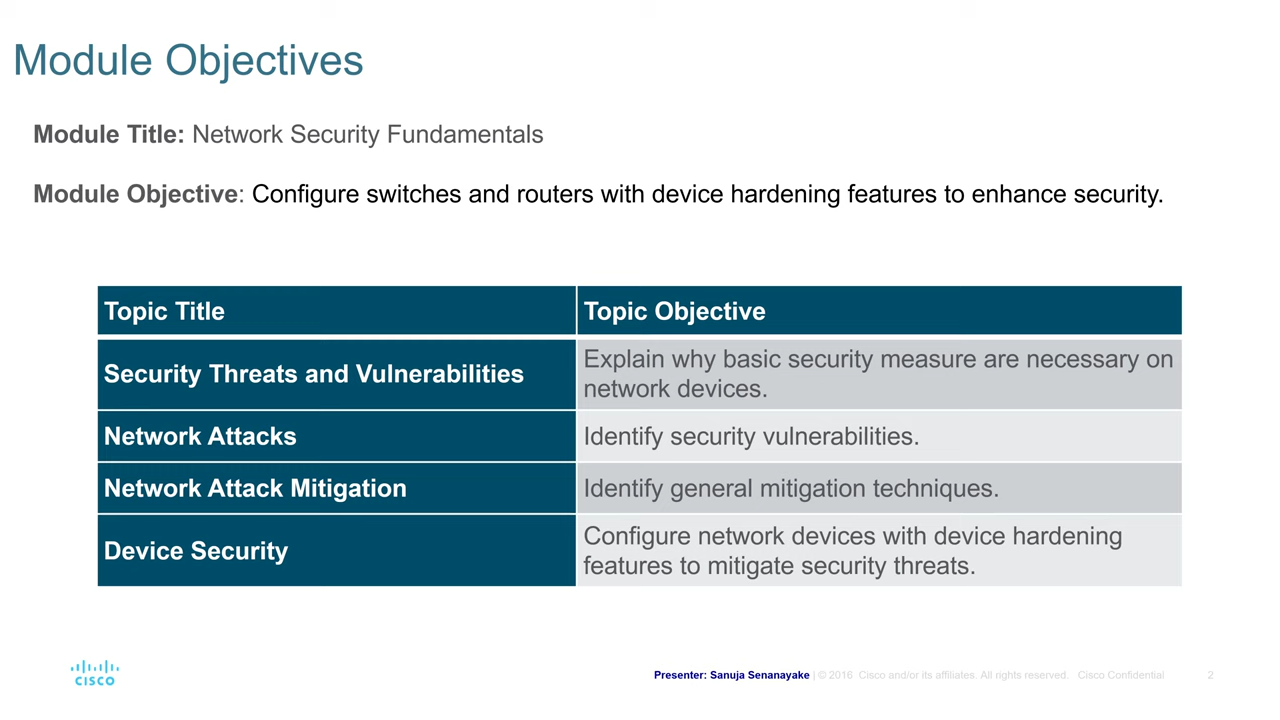 Module Objectives
Module Title: Network Security Fundamentals
Module Objective: Configure switches and routers with device hardening features to enhance security.
Topic Title
Topic Objective
Security Threats and Vulnerabilities
Explain why basic security measure are necessary on
network devices.
Network Attacks
Identify security vulnerabilities.
Network Attack Mitigation
Identify general mitigation techniques.
Device Security
Configure network devices with device hardening
features to mitigate security threats.
CISCO
Presenter: Sanuja Senanayake | © 2016 Cisco and/or its affiliates. All rights reserved. Cisco Confidential
2